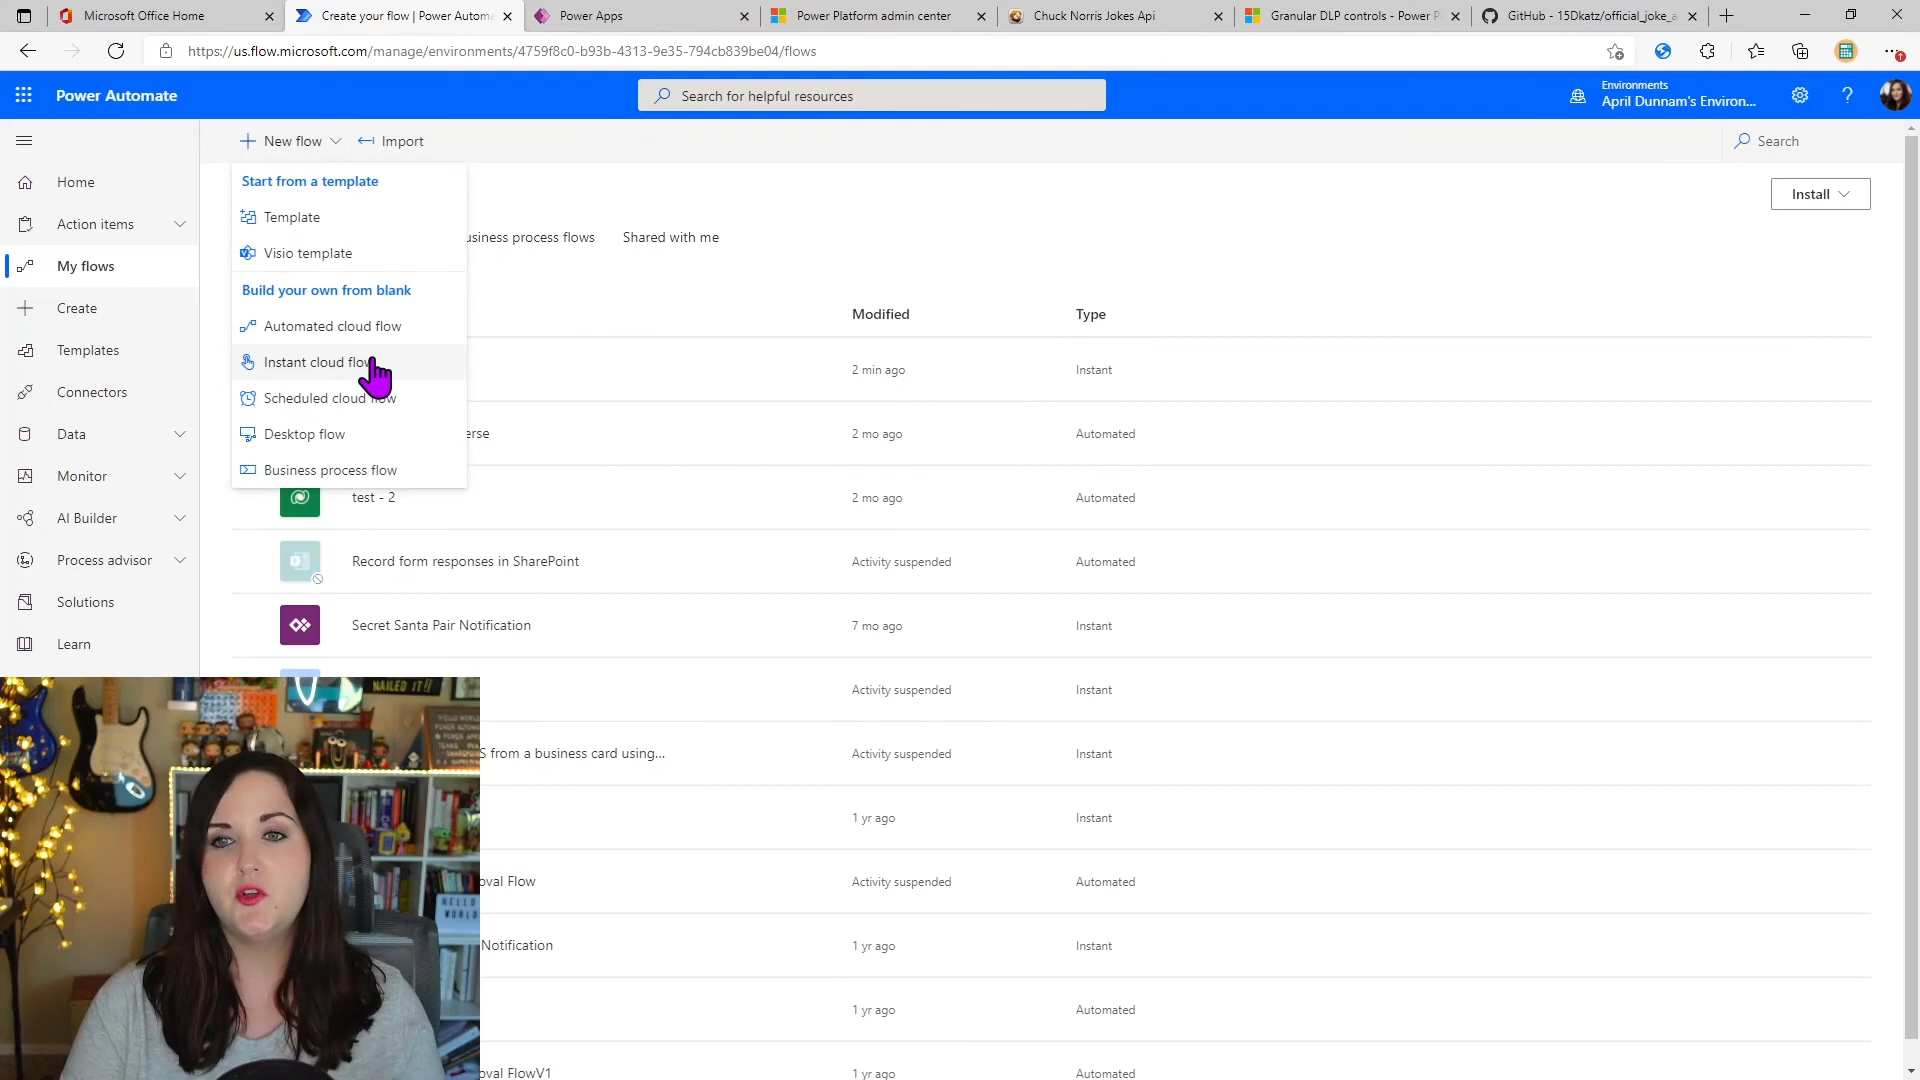 Microsoft Office Home
Create your flow | Power Autom
Power Apps
Power Platform admin center
Chuck Norris Jokes Api
Granular DLP controls - Power P
GitHub - 15Dkatz/official_joke_a
https://us.flow.microsoft.com/manage/environments/4759f8c0-b93b-4313-9e35-794cb839be04/flows
Power Automate
Search for helpful resources
Environments
April Dunnam's Environ...
New flow
Import
Search
Home
Action items
My flows
Create
Templates
Connectors
Data
Monitor
AI Builder
Process advisor
Solutions
Learn
Start from a template
Template
Visio template
Build your own from blank
Automated cloud flow
Instant cloud flow
Scheduled cloud flow
Desktop flow
Business process flow
Install
usiness process flows
Shared with me
Modified
Type
2 min ago
Instant
erse
2 mo ago
Automated
test - 2
2 mo ago
Automated
Record form responses in SharePoint
Activity suspended
Automated
Secret Santa Pair Notification
7 mo ago
Instant
Activity suspended
Instant
S from a business card using...
Activity suspended
Instant
1 yr ago
Instant
oval Flow
Activity suspended
Automated
Notification
1 yr ago
Instant
1 yr ago
Automated
oval FlowV1
1 yr ago
Automated
NAILED IT!!
HELLO
WORLD